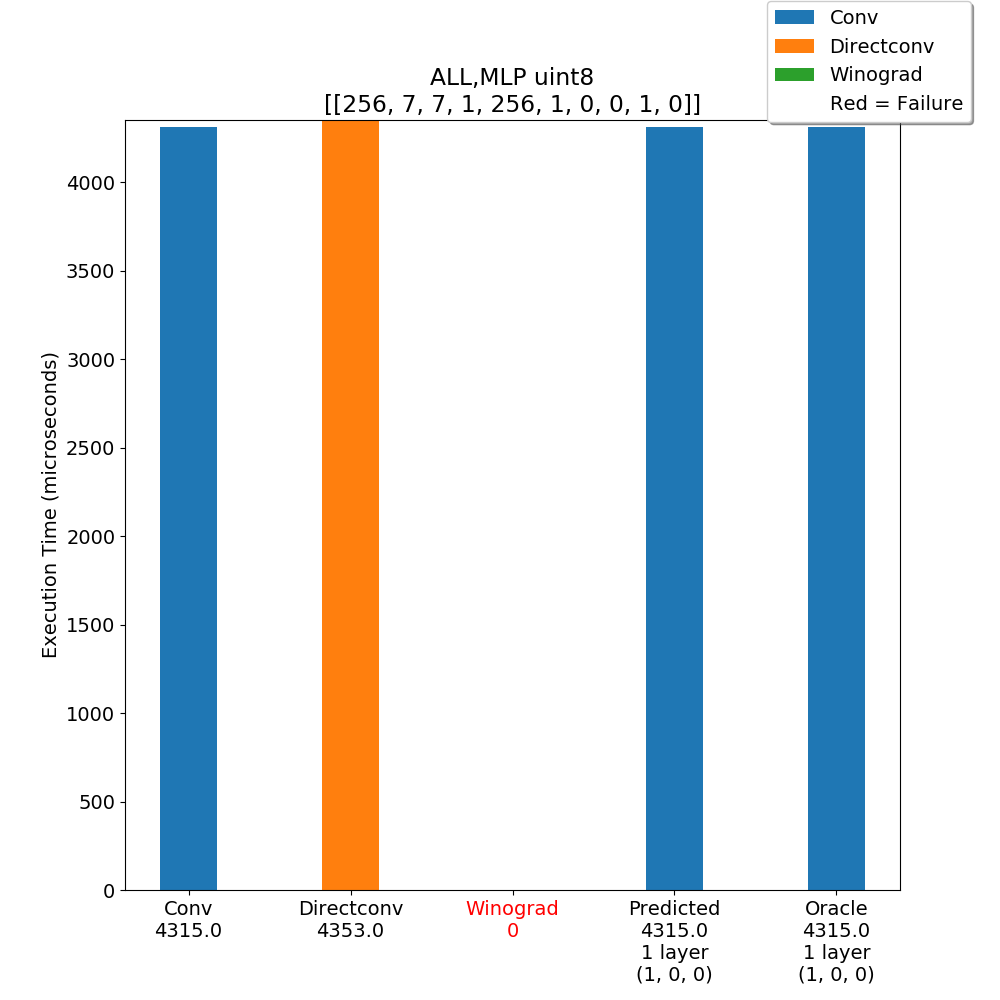 Conv
Directconv
Winograd
Red = Failure
ALL,MLP uint8
[[256, 7, 7, 1, 256, 1, 0, 0, 1, 0]]
Execution Time (microseconds)
4000
3500
3000
2500
2000
1500
1000
500
0
Conv
4315.0
Directconv
4353.0
Winograd
0
Predicted
4315.0
1 layer
(1, 0, 0)
Oracle
4315.0
1 layer
(1, 0, 0)